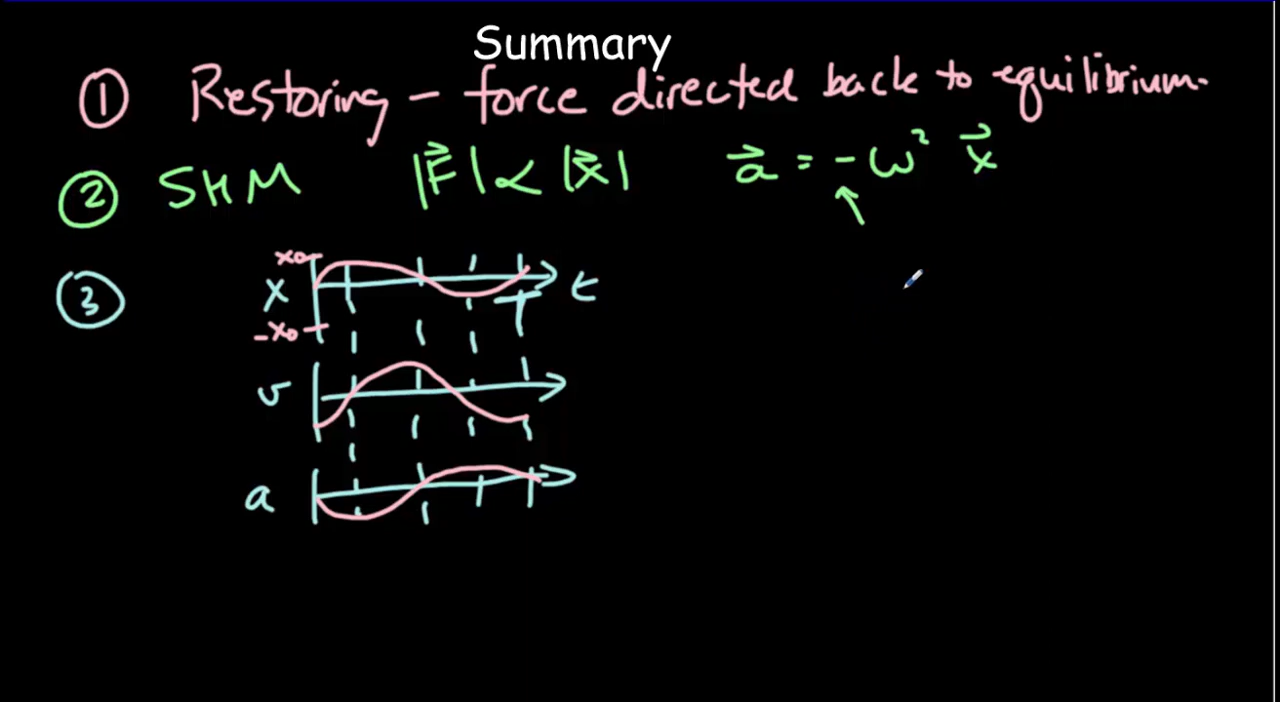 Summary
① Restoring - force directed back to equilibrium.
② SHM |F⃗| ∝ |x⃗| a⃗ = -ω² x⃗
③
x₀
x t
-x₀
T
v
a